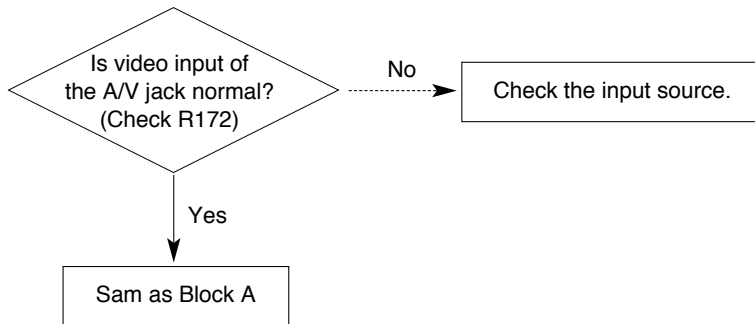 Is video input of
the A/V jack normal?
(Check R172)
No
Check the input source.
Yes
Sam as Block A